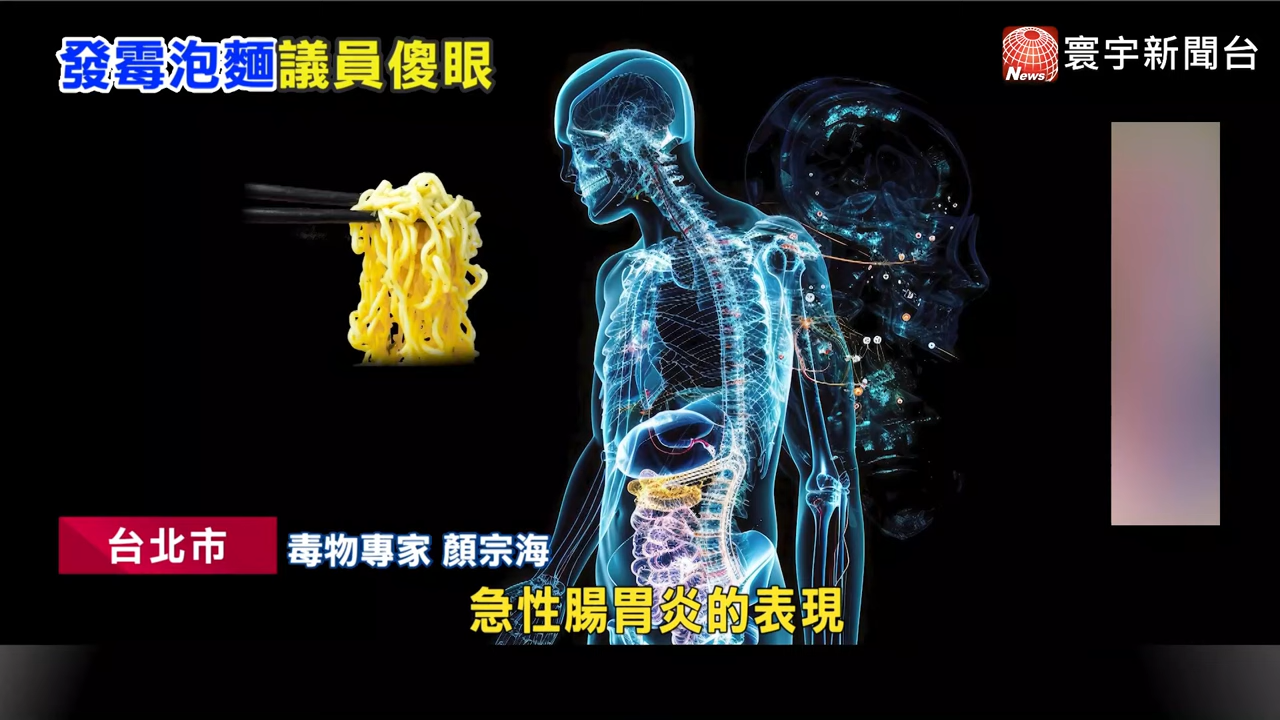 發霉泡麵議員傻眼
News
寰宇新聞台
台北市
毒物專家 顏宗海
急性腸胃炎的表現